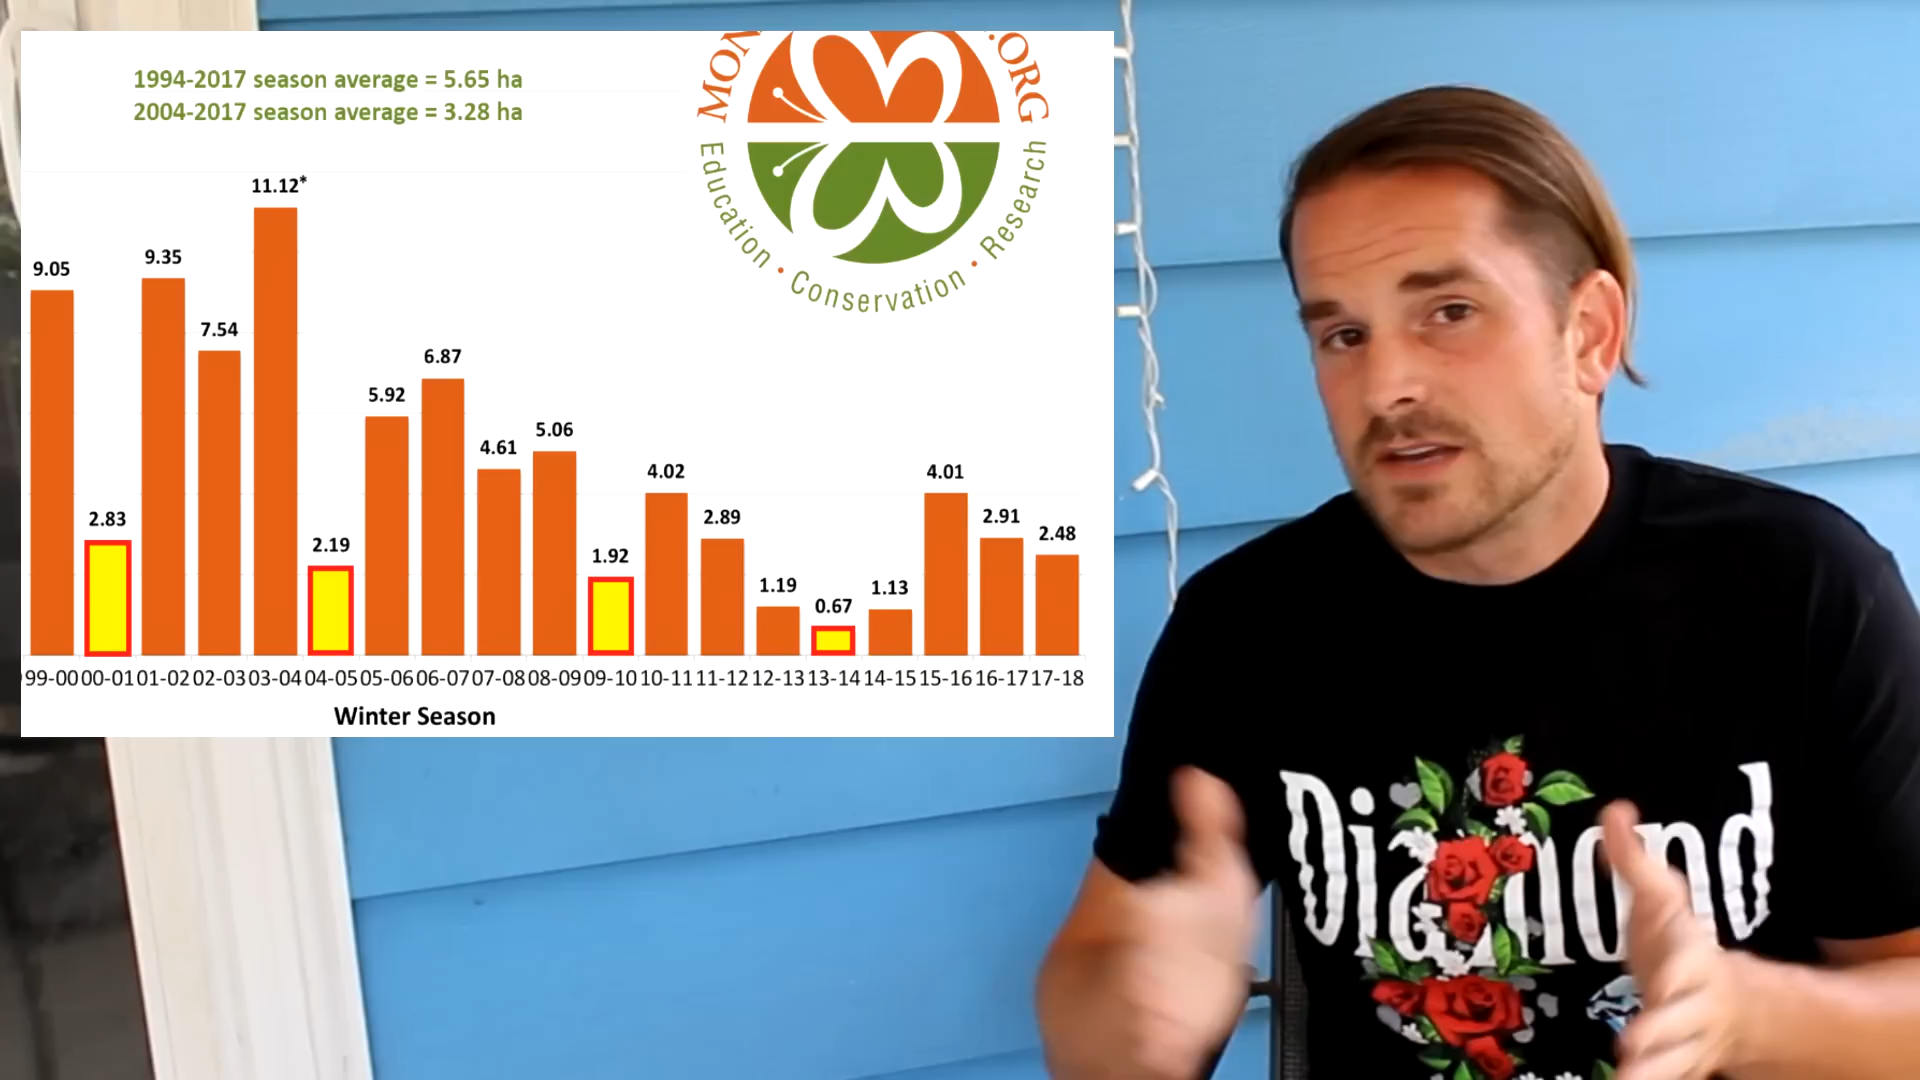 1994-2017 season average = 5.65 ha
2004-2017 season average = 3.28 ha
MON
.ORG
Education • Conservation • Research
9.05
2.83
9.35
7.54
11.12*
2.19
5.92
6.87
4.61
5.06
1.92
4.02
2.89
1.19
0.67
1.13
4.01
2.91
2.48
99-00 00-01 01-02 02-03 03-04 04-05 05-06 06-07 07-08 08-09 09-10 10-11 11-12 12-13 13-14 14-15 15-16 16-17 17-18
Winter Season
Diamond